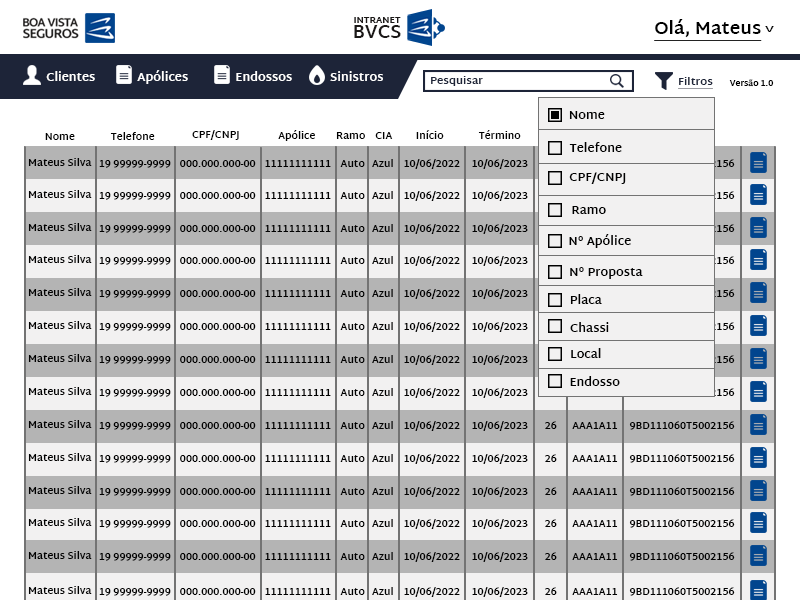 BOA VISTA
SEGUROS
INTRANET
BVCS
Olá, Mateus
Clientes
Apólices
Endossos
Sinistros
Pesquisar
Filtros
Versão 1.0
Nome
Telefone
CPF/CNPJ
Ramo
Nº Apólice
Nº Proposta
Placa
Chassi
Local
Endosso
Nome Telefone CPF/CNPJ Apólice Ramo CIA Início Término
Mateus Silva 19 99999-9999 000.000.000-00 11111111111 Auto Azul 10/06/2022 10/06/2023 2156
Mateus Silva 19 99999-9999 000.000.000-00 11111111111 Auto Azul 10/06/2022 10/06/2023 2156
Mateus Silva 19 99999-9999 000.000.000-00 11111111111 Auto Azul 10/06/2022 10/06/2023 2156
Mateus Silva 19 99999-9999 000.000.000-00 11111111111 Auto Azul 10/06/2022 10/06/2023 2156
Mateus Silva 19 99999-9999 000.000.000-00 11111111111 Auto Azul 10/06/2022 10/06/2023 2156
Mateus Silva 19 99999-9999 000.000.000-00 11111111111 Auto Azul 10/06/2022 10/06/2023 2156
Mateus Silva 19 99999-9999 000.000.000-00 11111111111 Auto Azul 10/06/2022 10/06/2023 2156
Mateus Silva 19 99999-9999 000.000.000-00 11111111111 Auto Azul 10/06/2022 10/06/2023 2156
Mateus Silva 19 99999-9999 000.000.000-00 11111111111 Auto Azul 10/06/2022 10/06/2023 26 AAA1A11 9BD111060T5002156
Mateus Silva 19 99999-9999 000.000.000-00 11111111111 Auto Azul 10/06/2022 10/06/2023 26 AAA1A11 9BD111060T5002156
Mateus Silva 19 99999-9999 000.000.000-00 11111111111 Auto Azul 10/06/2022 10/06/2023 26 AAA1A11 9BD111060T5002156
Mateus Silva 19 99999-9999 000.000.000-00 11111111111 Auto Azul 10/06/2022 10/06/2023 26 AAA1A11 9BD111060T5002156
Mateus Silva 19 99999-9999 000.000.000-00 11111111111 Auto Azul 10/06/2022 10/06/2023 26 AAA1A11 9BD111060T5002156
Mateus Silva 19 99999-9999 000.000.000-00 11111111111 Auto Azul 10/06/2022 10/06/2023 26 AAA1A11 9BD111060T5002156